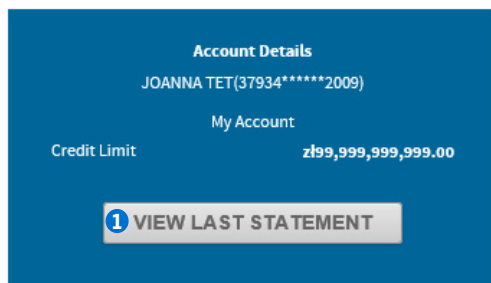 Account Details
JOANNA TET(37934******2009)
My Account
Credit Limit zł99,999,999,999.00
1 VIEW LAST STATEMENT